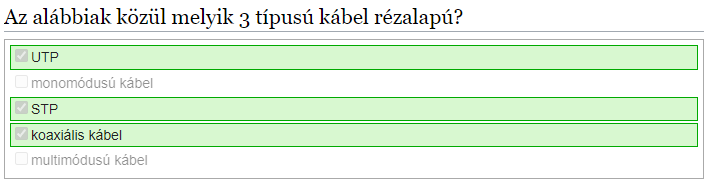 Az alábbiak közül melyik 3 típusú kábel rézalapú?
UTP
monomódusú kábel
STP
koaxiális kábel
multimódusú kábel